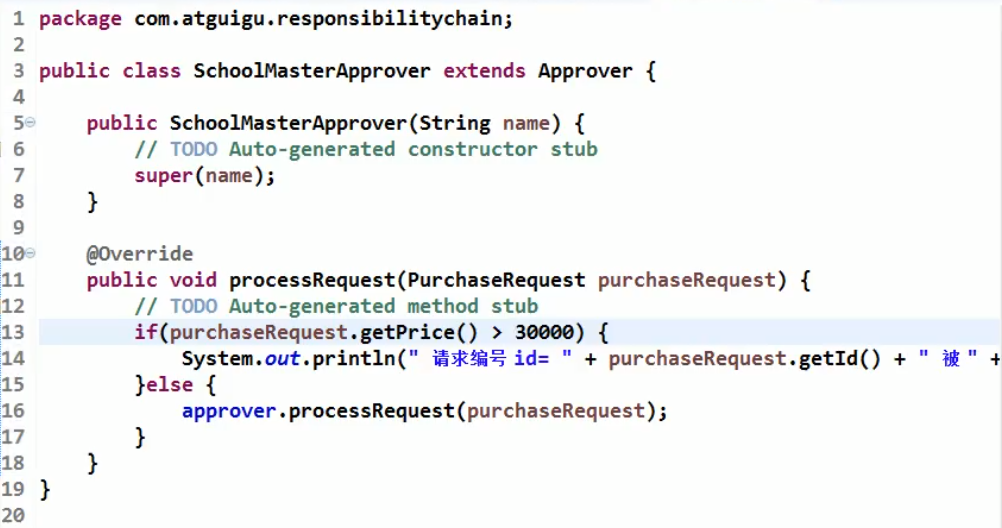 1 package com.atguigu.responsibilitychain;
2
3 public class SchoolMasterApprover extends Approver {
4
5 public SchoolMasterApprover(String name) {
6 // TODO Auto-generated constructor stub
7 super(name);
8 }
9
10 @Override
11 public void processRequest(PurchaseRequest purchaseRequest) {
12 // TODO Auto-generated method stub
13 if(purchaseRequest.getPrice() > 30000) {
14 System.out.println(" 请求编号 id= " + purchaseRequest.getId() + " 被 " +
15 }else {
16 approver.processRequest(purchaseRequest);
17 }
18 }
19 }
20